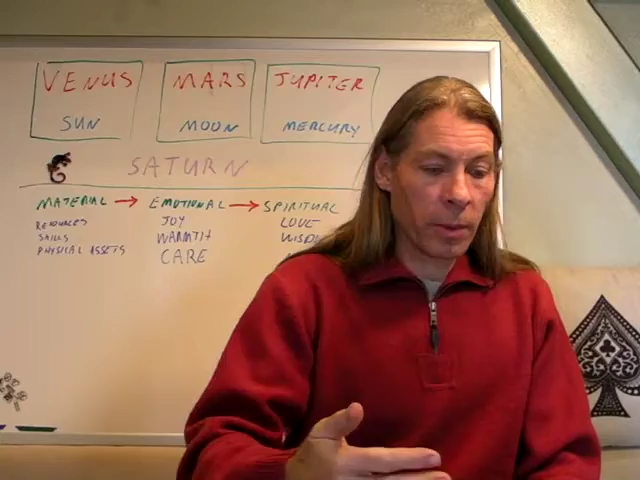 VENUS MARS JUPITER
SUN MOON MERCURY
SATURN
MATERIAL → EMOTIONAL → SPIRITUAL
RESOURCES JOY LOVE
SKILLS WARMTH
PHYSICAL ASSETS CARE